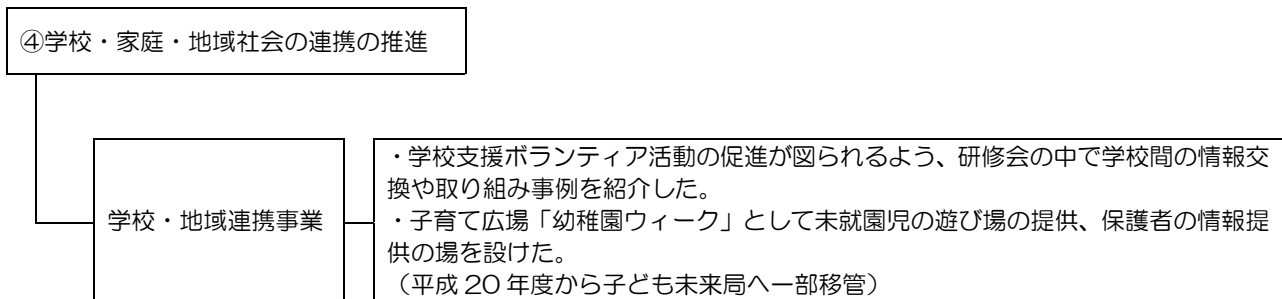 ④学校・家庭・地域社会の連携の推進
学校・地域連携事業
・学校支援ボランティア活動の促進が図られるよう、研修会の中で学校間の情報交
換や取り組み事例を紹介した。
・子育て広場「幼稚園ウィーク」として未就園児の遊び場の提供、保護者の情報提
供の場を設けた。
（平成 20 年度から子ども未来局へ一部移管）